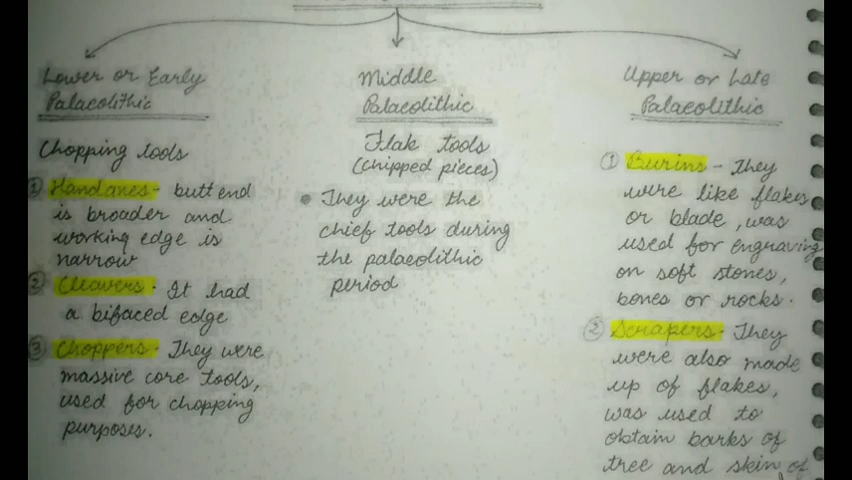 Lower or Early
Palaeolithic
Chopping tools
① Handaxes - butt end
is broader and
working edge is
narrow
② Cleavers - It had
a bifaced edge
③ Choppers - They were
massive core tools,
used for chopping
purposes.
Middle
Palaeolithic
Flak tools
(chipped pieces)
• They were the
chief tools during
the palaeolithic
period
Upper or Late
Palaeolithic
① Burins - They
were like flakes
or blade, was
used for engraving
on soft stones,
bones or rocks.
② Scrapers - They
were also made
up of flakes,
was used to
obtain barks of
tree and skin of